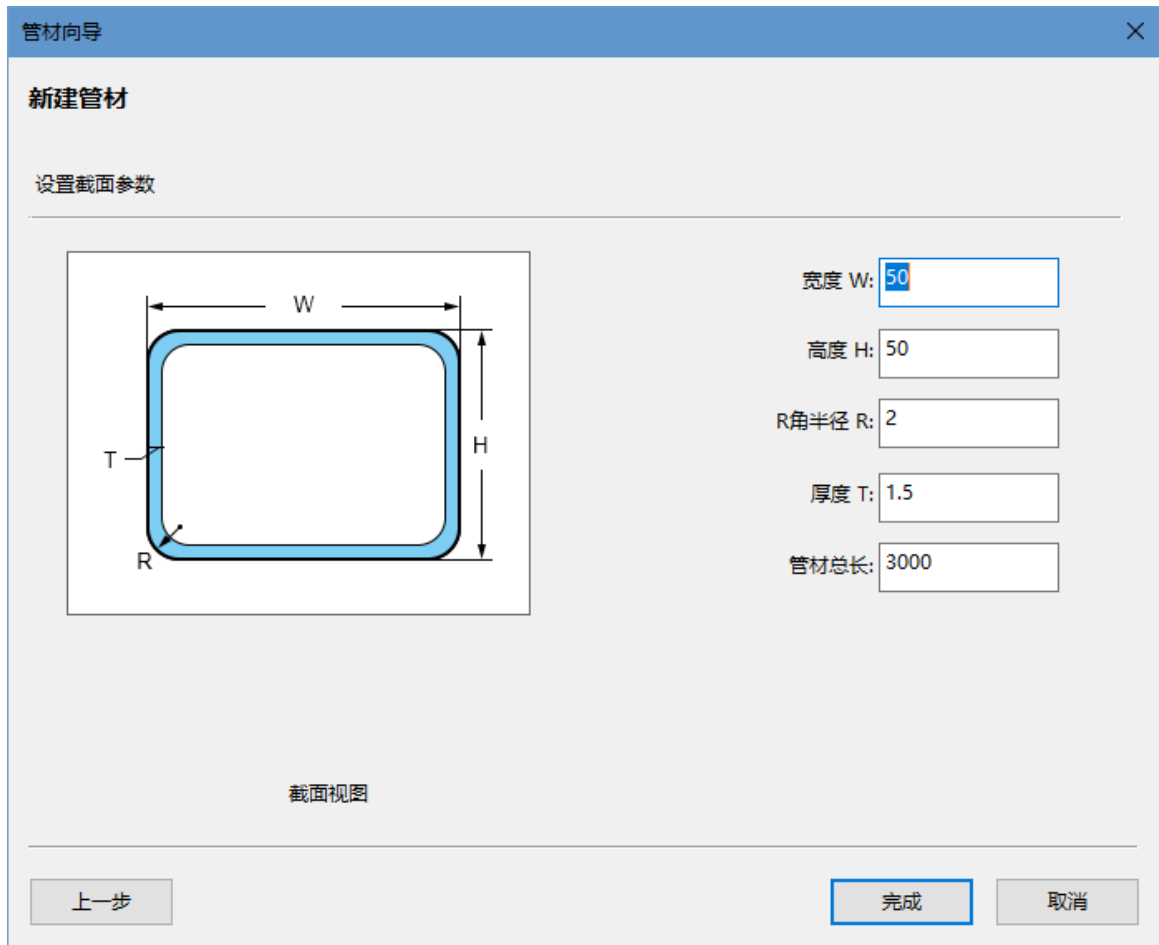 管材向导
新建管材
设置截面参数
W
H
T
R
宽度 W: 50
高度 H: 50
R角半径 R: 2
厚度 T: 1.5
管材总长: 3000
截面视图
上一步
完成
取消